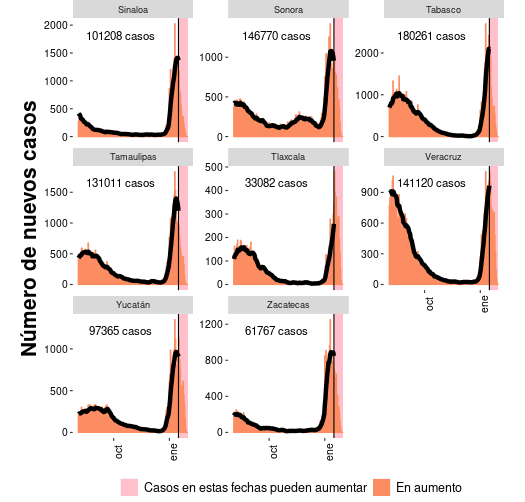 Número de nuevos casos
Sinaloa Sonora Tabasco
101208 casos 146770 casos 180261 casos
2000 1500 1000 500 0
1000 500 0
2000 1000 0
Tamaulipas Tlaxcala Veracruz
131011 casos 33082 casos 141120 casos
1500 1000 500 0
500 400 300 200 100 0
900 600 300 0
Yucatán Zacatecas
97365 casos 61767 casos
1000 500 0
1200 800 400 0
oct ene oct ene oct ene
Casos en estas fechas pueden aumentar En aumento